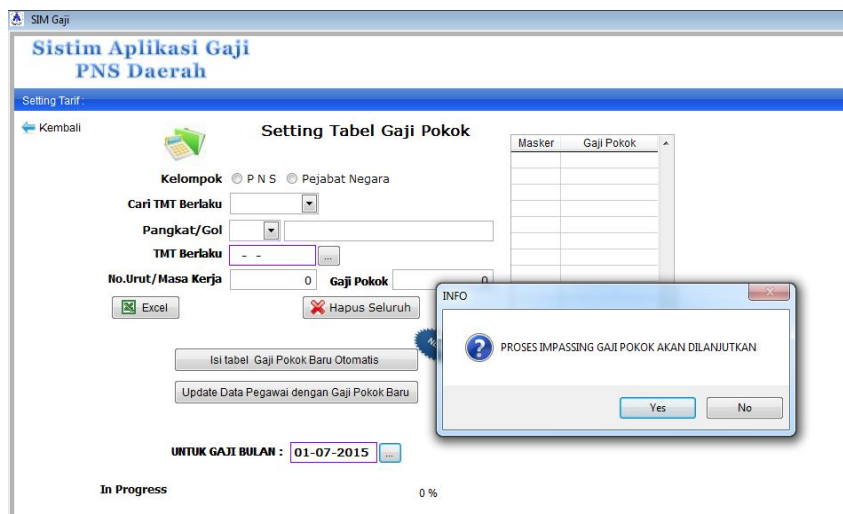 SIM Gaji
Sistim Aplikasi Gaji
PNS Daerah
Setting Tarif :
Kembali
Setting Tabel Gaji Pokok
Masker Gaji Pokok
Kelompok P N S Pejabat Negara
Cari TMT Berlaku
Pangkat/Gol
TMT Berlaku - - ...
No.Urut/Masa Kerja 0 Gaji Pokok 0
Excel Hapus Seluruh
INFO
PROSES IMPASSING GAJI POKOK AKAN DILANJUTKAN
Yes No
Isi tabel Gaji Pokok Baru Otomatis
Update Data Pegawai dengan Gaji Pokok Baru
UNTUK GAJI BULAN : 01-07-2015 ...
In Progress 0 %